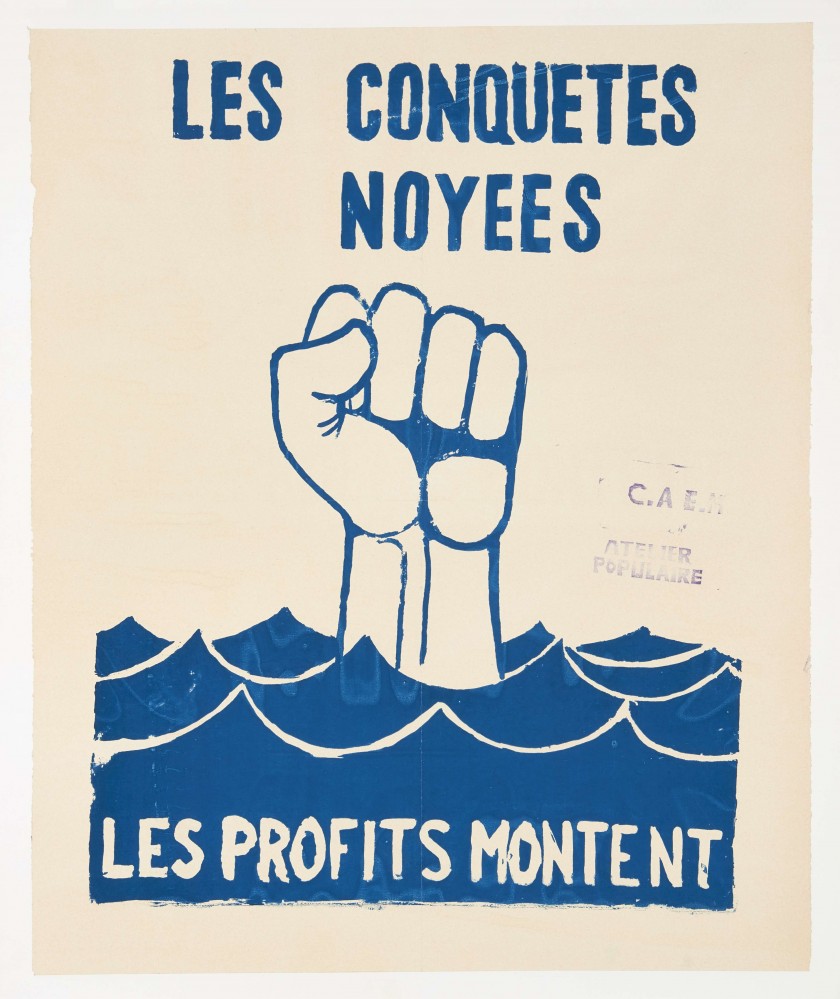 LES CONQUETES
NOYEES
C.A E.N
ATELIER
POPULAIRE
LES PROFITS MONTENT